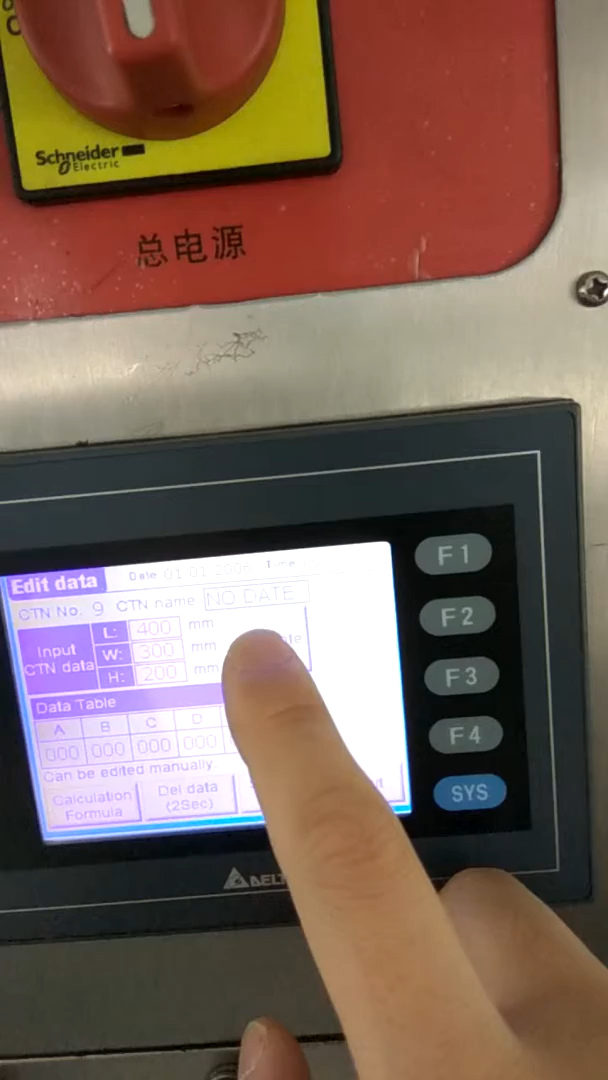 Schneider
Electric
总电源
F1
Edit data
Date 01 01 2006
CTN No. 9 CTN name NO DATE
F2
L: 400 mm
Input
CTN data
W: 300 mm
H: 200 mm
F3
Data Table
A B C D
F4
000 000 000 000
Can be edited manually
SYS
Calculation
Formula
Del data
(2Sec)